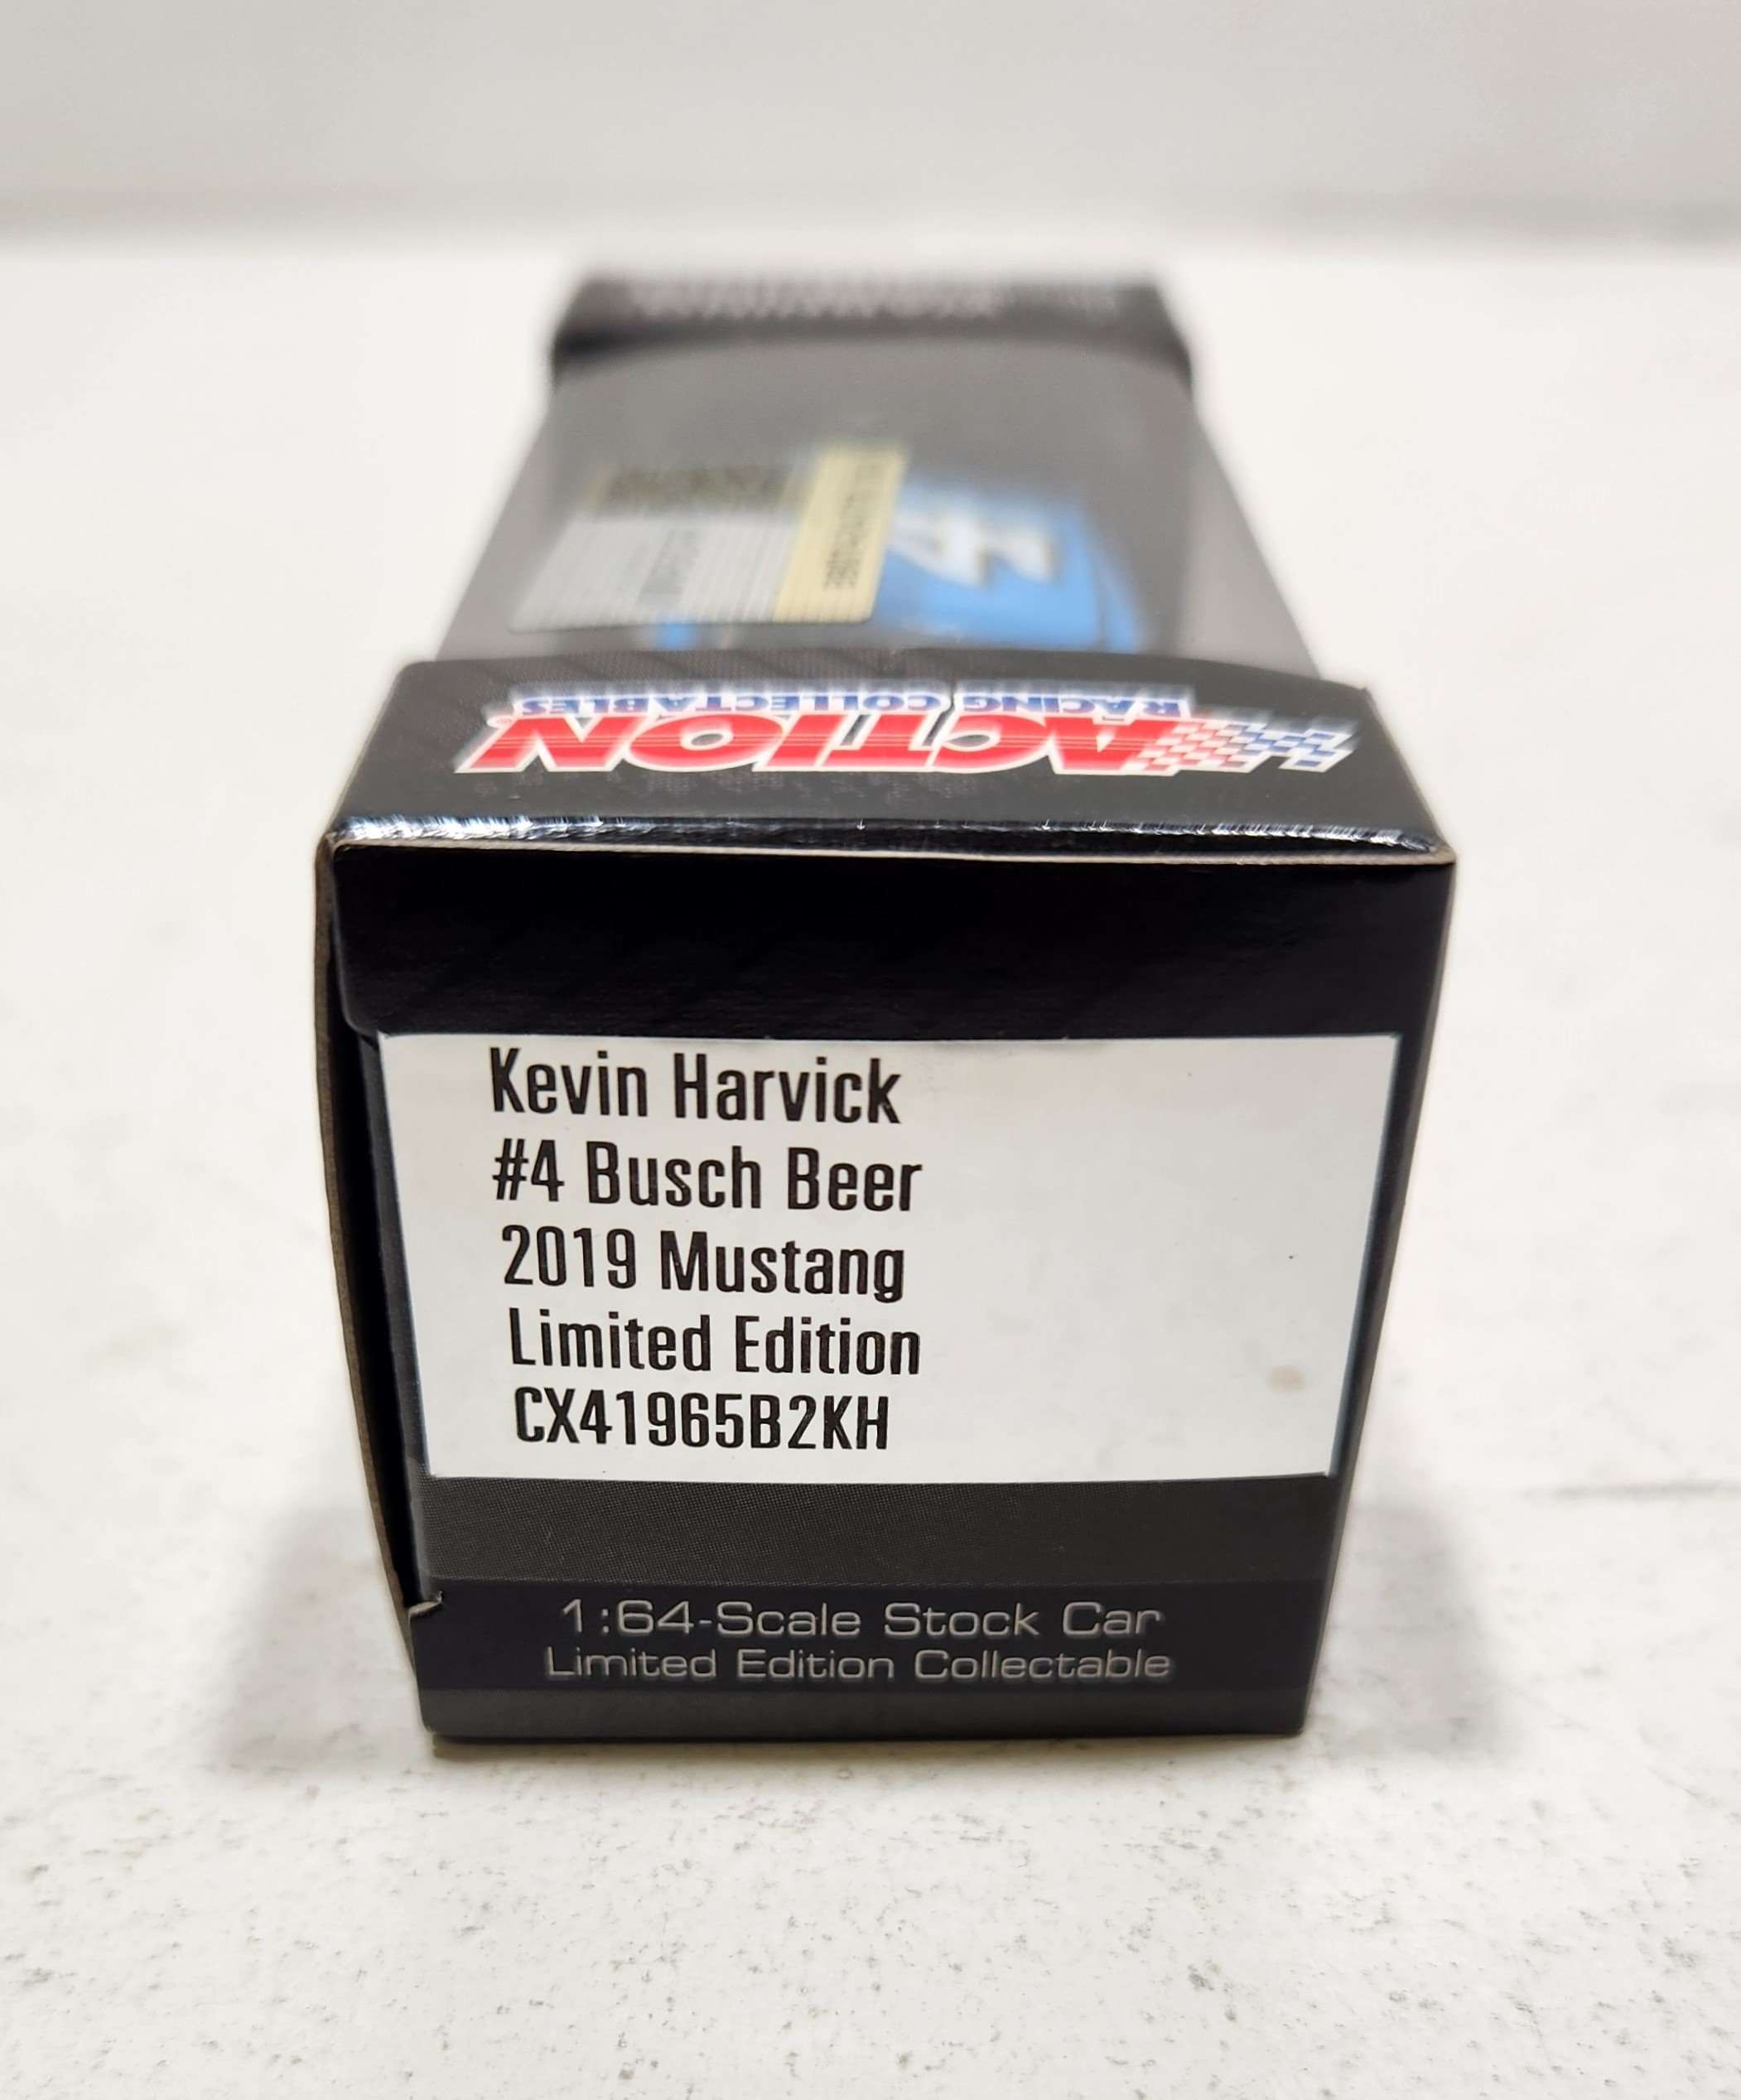 ACTION
RACING COLLECTABLES
Kevin Harvick
#4 Busch Beer
2019 Mustang
Limited Edition
CX41965B2KH
1:64-Scale Stock Car
Limited Edition Collectable